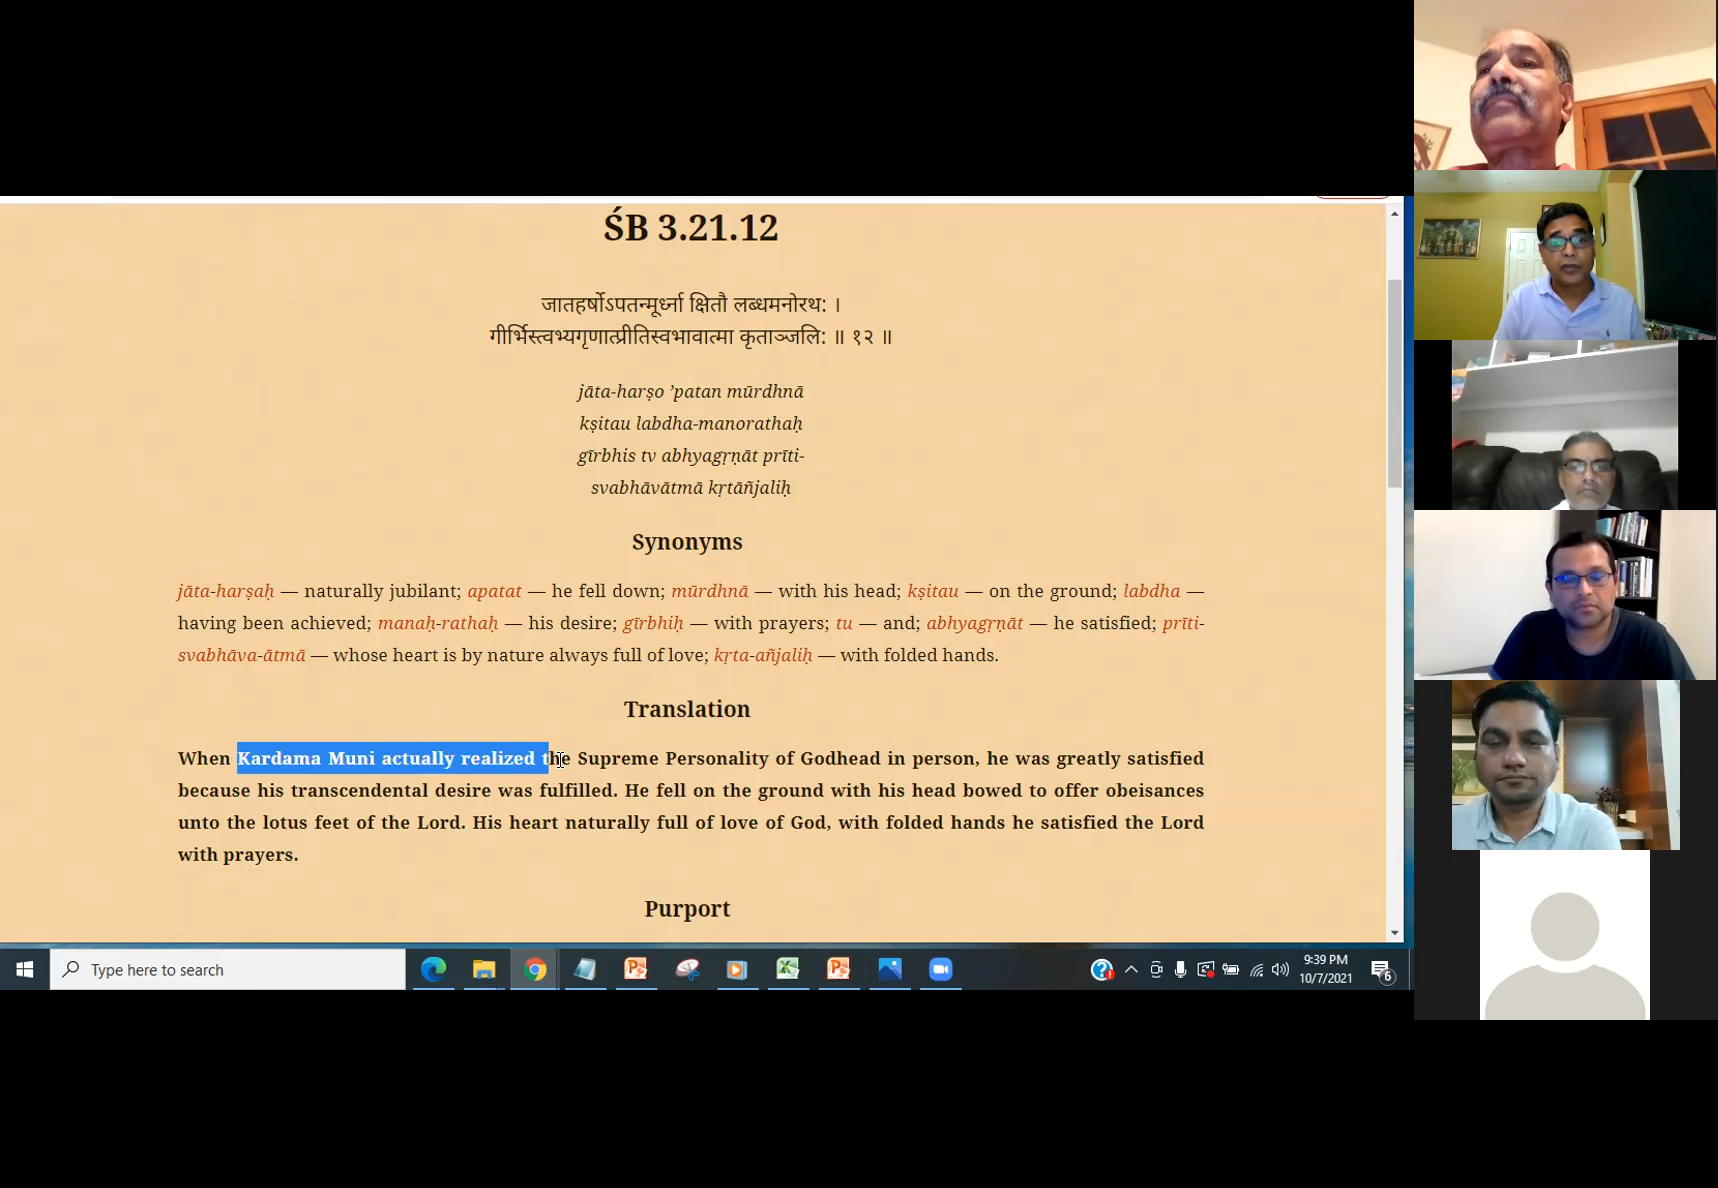 ŚB 3.21.12
जातहर्षोऽपतन्मूर्ध्ना क्षितौ लब्धमनोरथ: ।
गीर्भिस्त्वभ्यगृणात्प्रीतिस्वभावात्मा कृताञ्जलि: ॥ १२ ॥
jāta-harṣo ’patan mūrdhnā
kṣitau labdha-manorathaḥ
gīrbhis tv abhyagṛṇāt prīti-
svabhāvātmā kṛtāñjaliḥ
Synonyms
jāta-harṣaḥ — naturally jubilant; apatat — he fell down; mūrdhnā — with his head; kṣitau — on the ground; labdha —
having been achieved; manaḥ-rathaḥ — his desire; gīrbhiḥ — with prayers; tu — and; abhyagṛṇāt — he satisfied; prīti-
svabhāva-ātmā — whose heart is by nature always full of love; kṛta-añjaliḥ — with folded hands.
Translation
When Kardama Muni actually realized the Supreme Personality of Godhead in person, he was greatly satisfied
because his transcendental desire was fulfilled. He fell on the ground with his head bowed to offer obeisances
unto the lotus feet of the Lord. His heart naturally full of love of God, with folded hands he satisfied the Lord
with prayers.
Purport
Type here to search
9:39 PM
10/7/2021
6